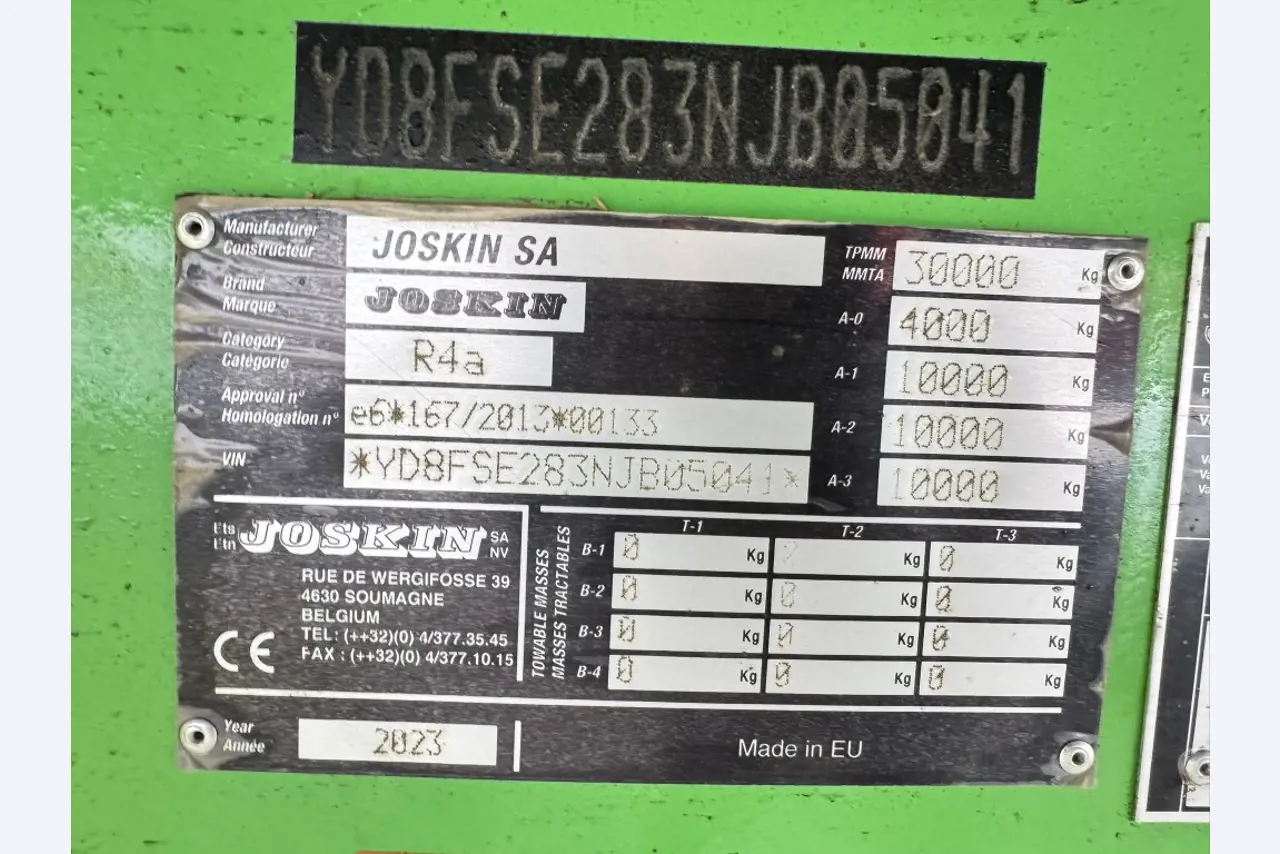 YD8FSE283NJB05041
Manufacturer
Constructeur
JOSKIN SA
Brand
Marque
JOSKIN
Category
Catégorie
R4a
Approval n°
Homologation n°
e6*167/2013*00133
VIN
*YD8FSE283NJB05041*
TPMM
MMTA
30000 Kg
A-0 4000 Kg
A-1 10000 Kg
A-2 10000 Kg
A-3 10000 Kg
Ets
Etn
JOSKIN
SA
NV
RUE DE WERGIFOSSE 39
4630 SOUMAGNE
BELGIUM
TEL: (++32)(0) 4/377.35.45
FAX : (++32)(0) 4/377.10.15
CE
TOWABLE MASSES
MASSES TRACTABLES
T-1 T-2 T-3
B-1 0 Kg 0 Kg 0 Kg
B-2 0 Kg 0 Kg 0 Kg
B-3 0 Kg 0 Kg 0 Kg
B-4 0 Kg 0 Kg 0 Kg
Year
Année
2023
Made in EU